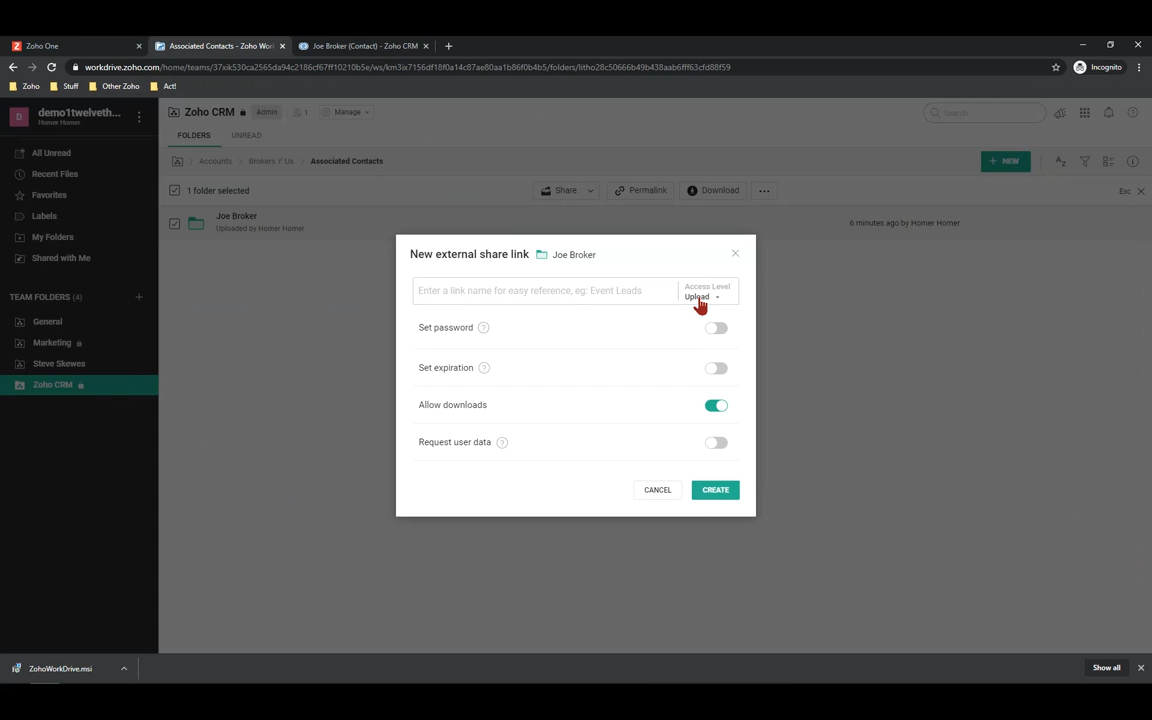 Zoho One
Associated Contacts - Zoho Wor
Joe Broker (Contact) - Zoho CRM
workdrive.zoho.com/home/teams/37xik530ca2565da94c2186cf67ff10210b5e/ws/km3ix7156df18f0a14c87ae80aa1b86f0b4b5/folders/litho28c50666b49b438aab6fff63cfd88f59
Incognito
Zoho
Stuff
Other Zoho
Act!
D
demo1twelveth...
Homer Homer
Zoho CRM
Admin
1
Manage
Search
FOLDERS
UNREAD
All Unread
Recent Files
Favorites
Labels
My Folders
Shared with Me
TEAM FOLDERS (4)
General
Marketing
Steve Skewes
Zoho CRM
Accounts
Brokers Y Us
Associated Contacts
+ NEW
1 folder selected
Share
Permalink
Download
Esc
Joe Broker
Uploaded by Homer Homer
6 minutes ago by Homer Homer
New external share link Joe Broker
Enter a link name for easy reference, eg: Event Leads
Access Level
Upload
Set password ?
Set expiration ?
Allow downloads
Request user data ?
CANCEL
CREATE
ZohoWorkDrive.msi
Show all